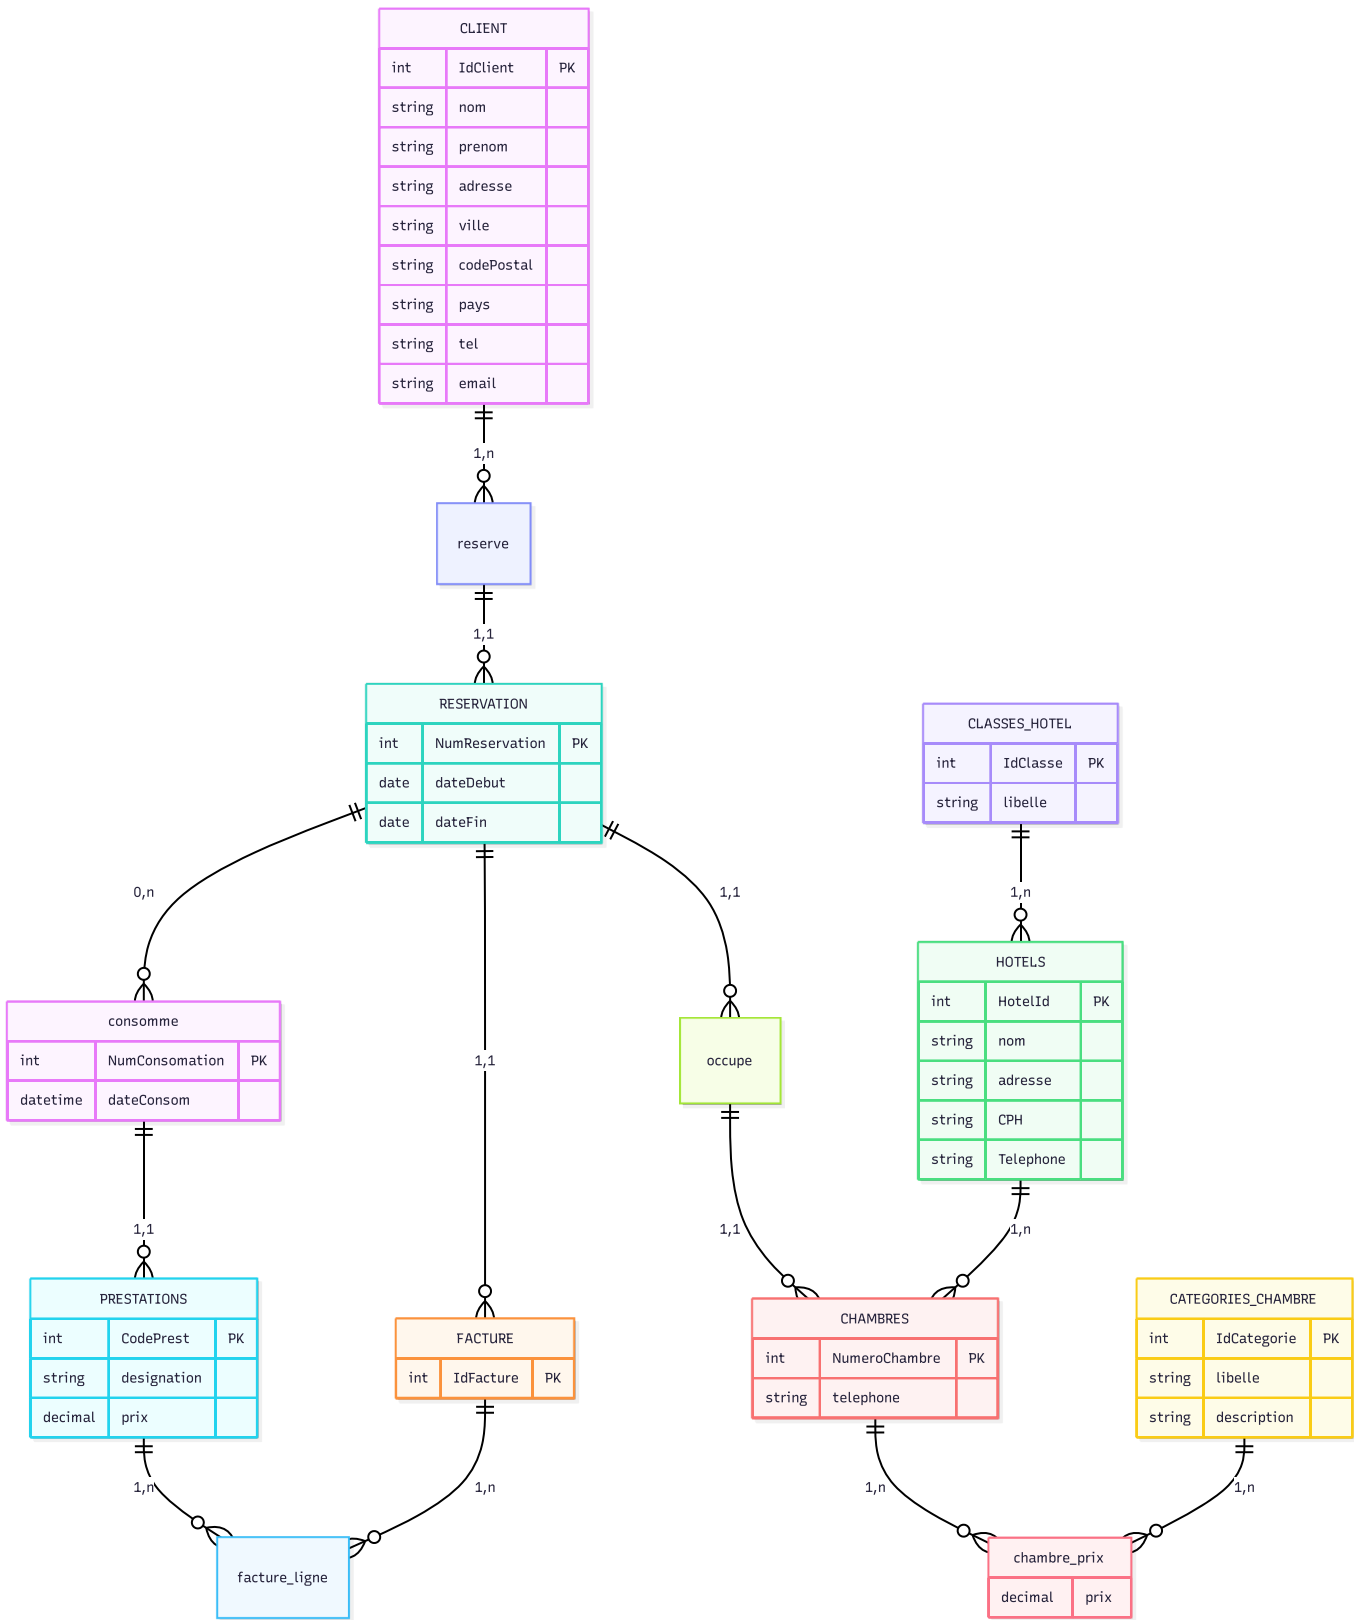 CLIENT
int IdClient PK
string nom
string prenom
string adresse
string ville
string codePostal
string pays
string tel
string email
1,n
reserve
1,1
RESERVATION
int NumReservation PK
date dateDebut
date dateFin
CLASSES_HOTEL
int IdClasse PK
string libelle
0,n
1,1
1,n
HOTELS
int HotelId PK
string nom
string adresse
string CPH
string Telephone
consomme
int NumConsomation PK
datetime dateConsom
1,1
occupe
1,1
1,1
1,n
PRESTATIONS
int CodePrest PK
string designation
decimal prix
FACTURE
int IdFacture PK
CHAMBRES
int NumeroChambre PK
string telephone
CATEGORIES_CHAMBRE
int IdCategorie PK
string libelle
string description
1,n
1,n
1,n
1,n
facture_ligne
chambre_prix
decimal prix